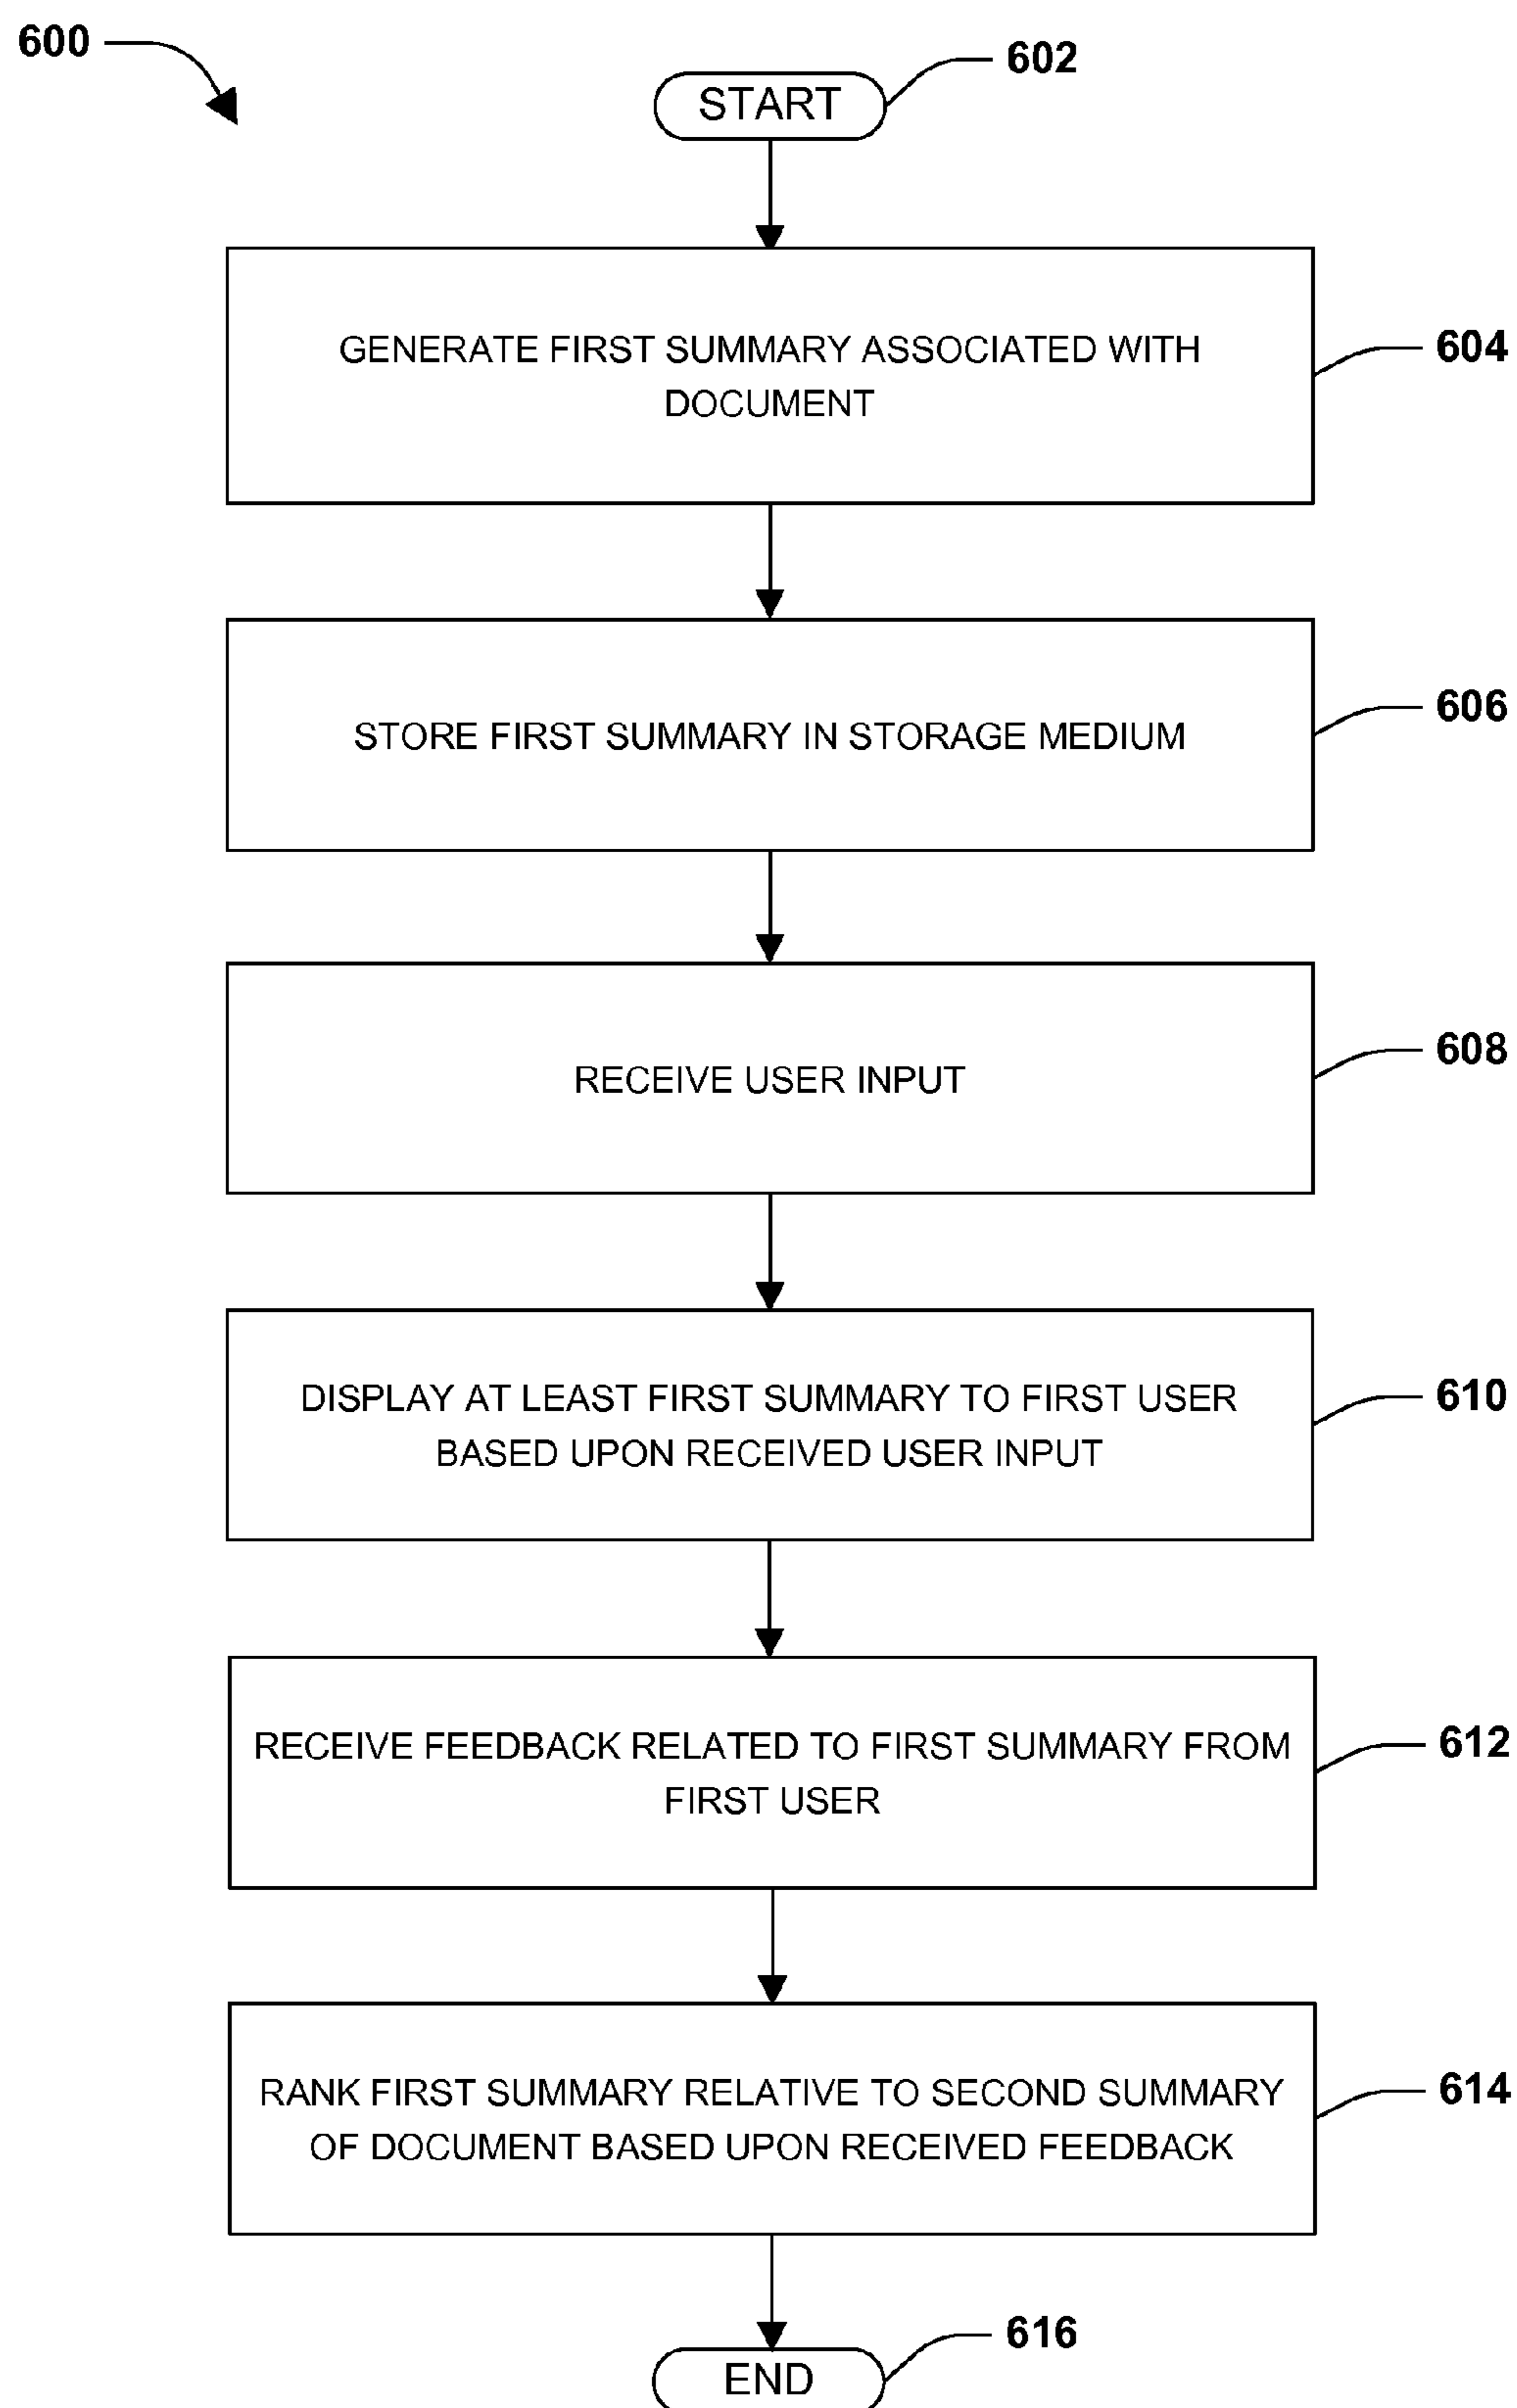 600
602
START
GENERATE FIRST SUMMARY ASSOCIATED WITH
DOCUMENT
604
STORE FIRST SUMMARY IN STORAGE MEDIUM
606
RECEIVE USER INPUT
608
DISPLAY AT LEAST FIRST SUMMARY TO FIRST USER
BASED UPON RECEIVED USER INPUT
610
RECEIVE FEEDBACK RELATED TO FIRST SUMMARY FROM
FIRST USER
612
RANK FIRST SUMMARY RELATIVE TO SECOND SUMMARY
OF DOCUMENT BASED UPON RECEIVED FEEDBACK
614
616
END